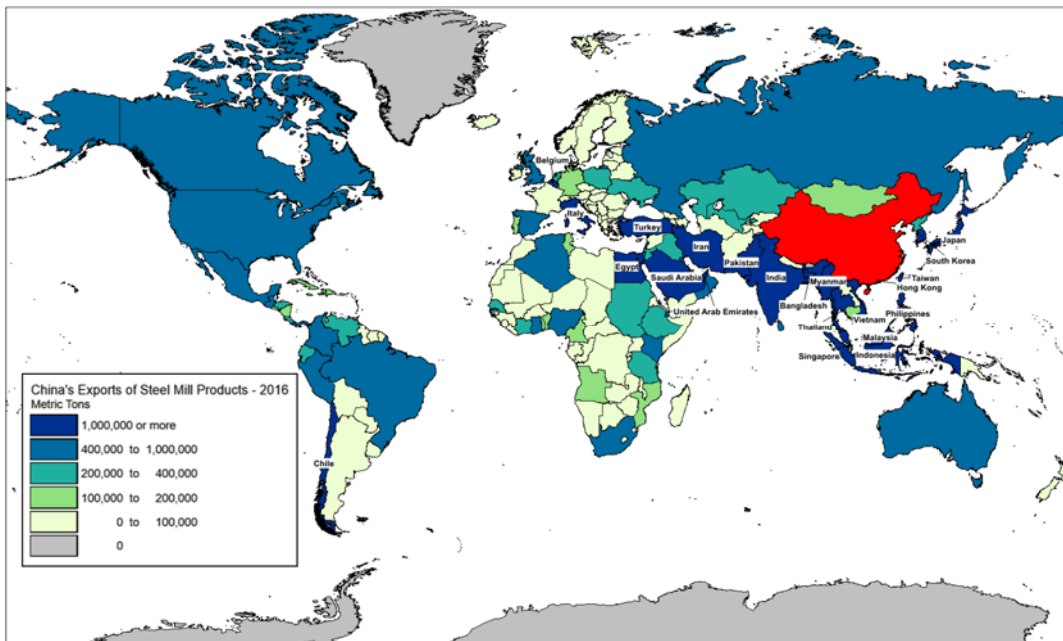 Belgium
Italy
Turkey
Iran
Egypt
Pakistan
Saudi Arabia
India
United Arab Emirates
Bangladesh
Myanmar
Japan
South Korea
Taiwan
Hong Kong
Vietnam
Philippines
Thailand
Malaysia
Singapore
Indonesia
Chile
China's Exports of Steel Mill Products - 2016
Metric Tons
1,000,000 or more
400,000 to 1,000,000
200,000 to 400,000
100,000 to 200,000
0 to 100,000
0